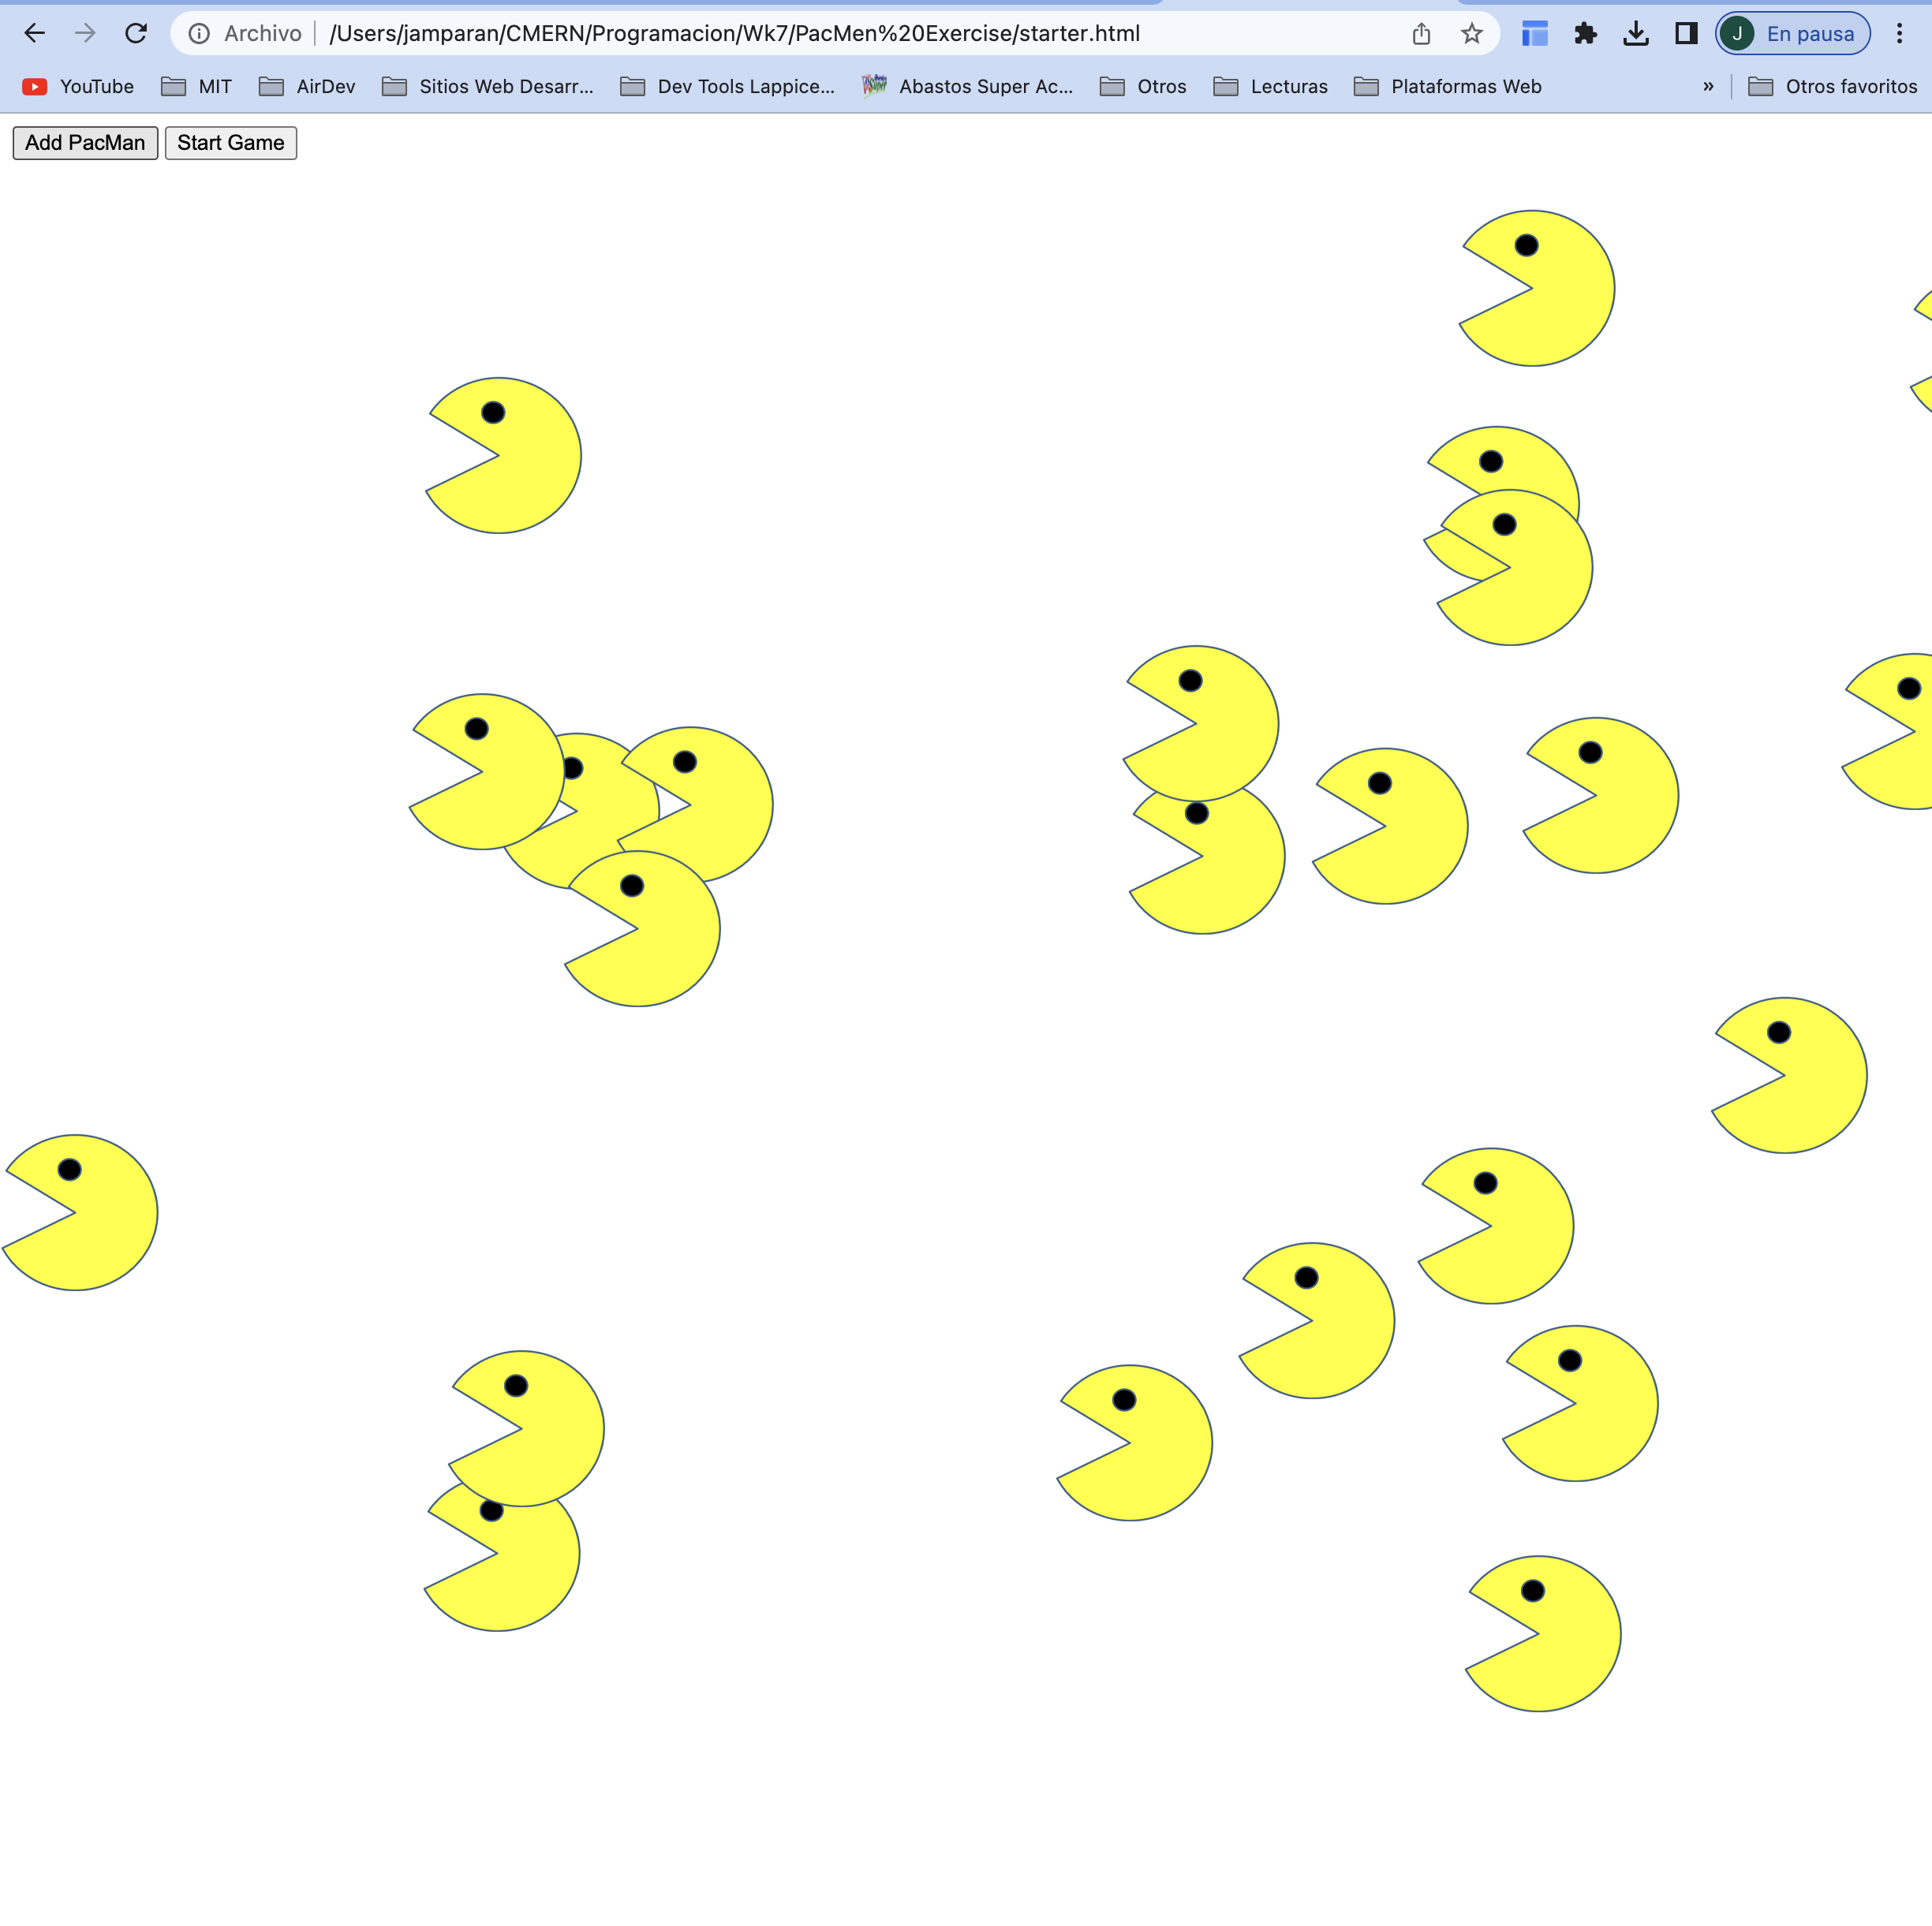 Archivo /Users/jamparan/CMERN/Programacion/Wk7/PacMen%20Exercise/starter.html J En pausa
YouTube MIT AirDev Sitios Web Desarr... Dev Tools Lappice... Abastos Super Ac... Otros Lecturas Plataformas Web » Otros favoritos
Add PacMan Start Game